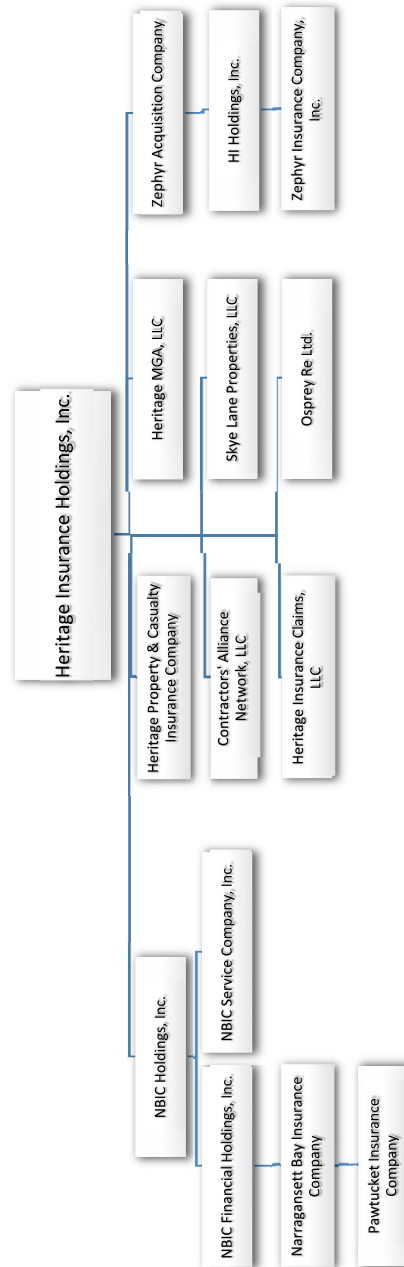 Heritage Insurance Holdings, Inc.
NBIC Holdings, Inc.
Heritage Property & Casualty
Insurance Company
Heritage MGA, LLC
Zephyr Acquisition Company
NBIC Financial Holdings, Inc.
NBIC Service Company, Inc.
Contractors' Alliance
Network, LLC
Skye Lane Properties, LLC
HI Holdings, Inc.
Narragansett Bay Insurance
Company
Heritage Insurance Claims,
LLC
Osprey Re Ltd.
Zephyr Insurance Company,
Inc.
Pawtucket Insurance
Company